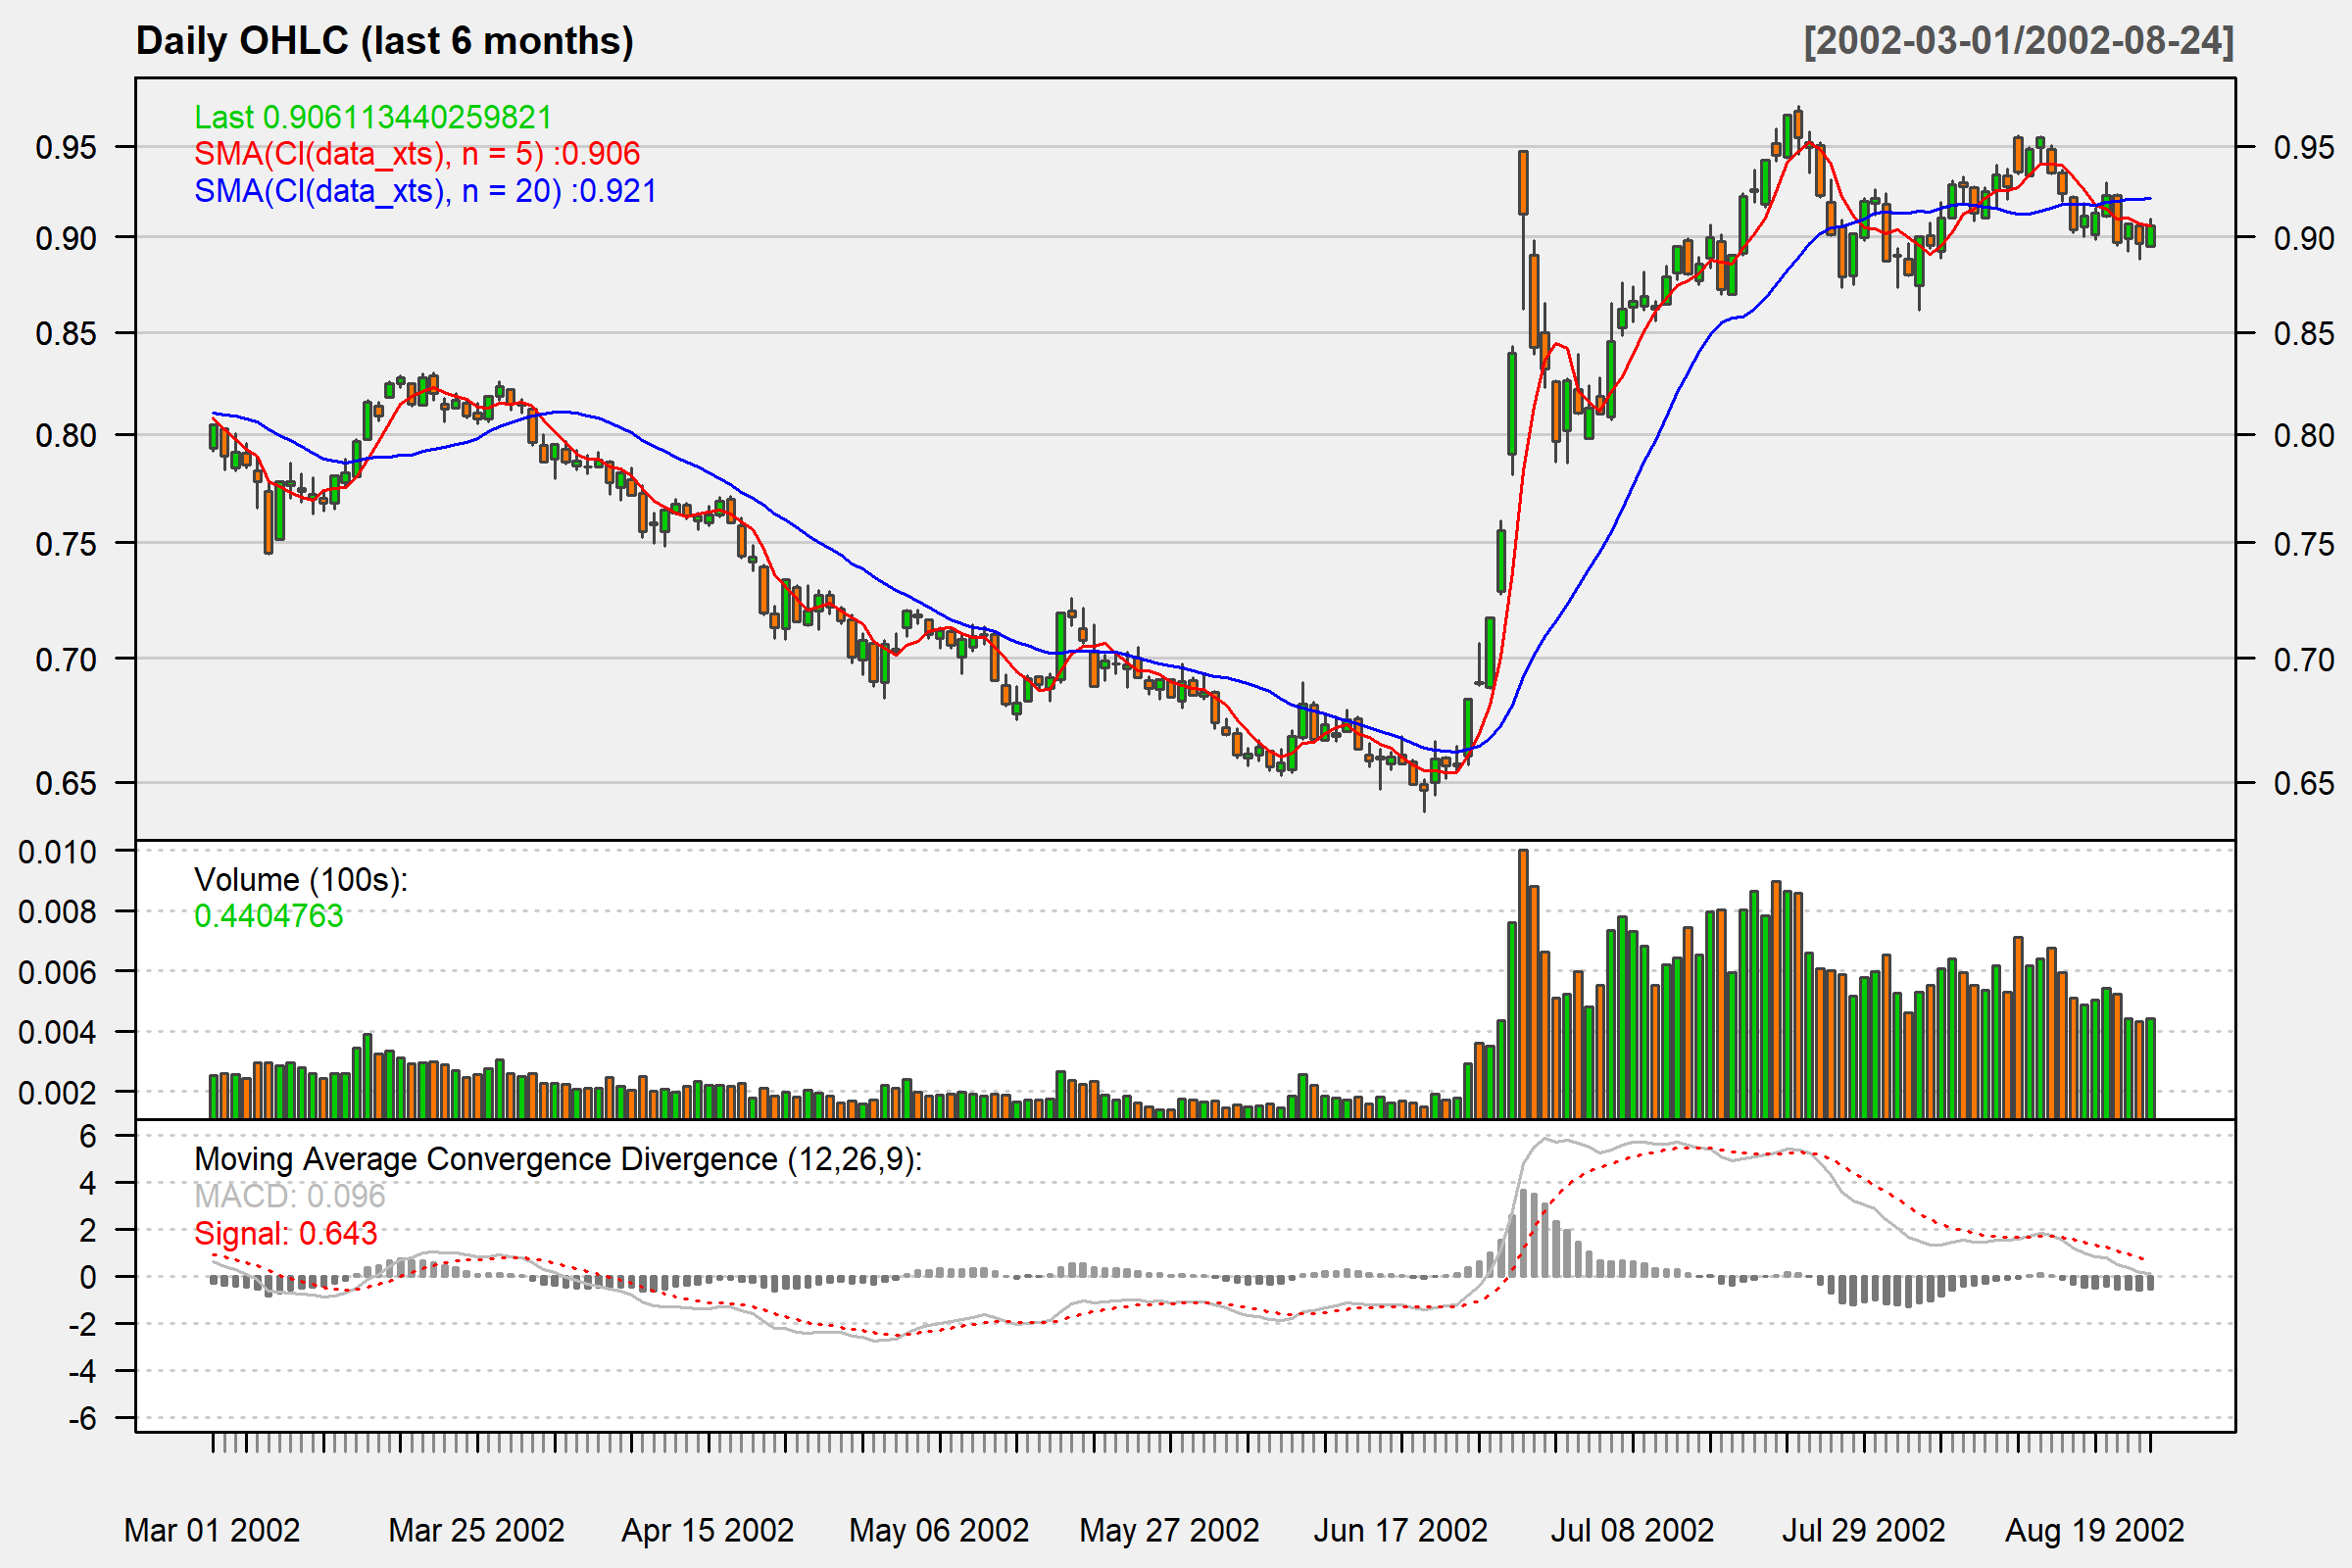 Daily OHLC (last 6 months) [2002-03-01/2002-08-24]
Last 0.906113440259821
SMA(Cl(data_xts), n = 5) :0.906
SMA(Cl(data_xts), n = 20) :0.921
0.95 0.95
0.90 0.90
0.85 0.85
0.80 0.80
0.75 0.75
0.70 0.70
0.65 0.65
0.010
Volume (100s):
0.4404763
0.008
0.006
0.004
0.002
6
Moving Average Convergence Divergence (12,26,9):
4
MACD: 0.096
2
Signal: 0.643
0
-2
-4
-6
Mar 01 2002 Mar 25 2002 Apr 15 2002 May 06 2002 May 27 2002 Jun 17 2002 Jul 08 2002 Jul 29 2002 Aug 19 2002